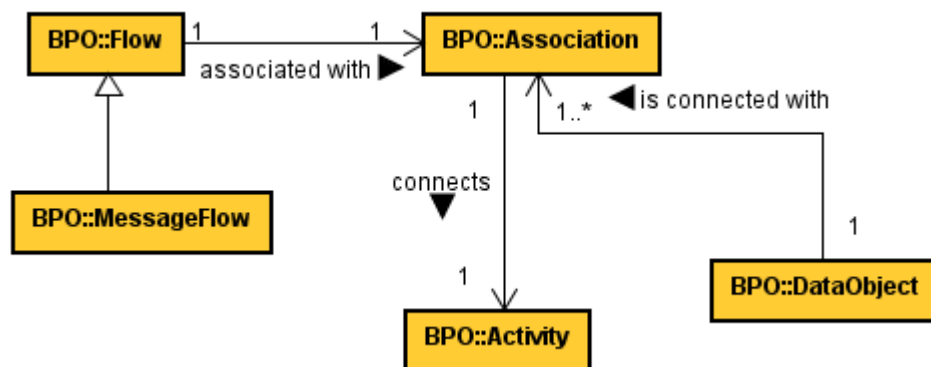 BPO::Flow
1
1
BPO::Association
associated with
1
1..*
is connected with
connects
BPO::MessageFlow
1
1
BPO::DataObject
BPO::Activity